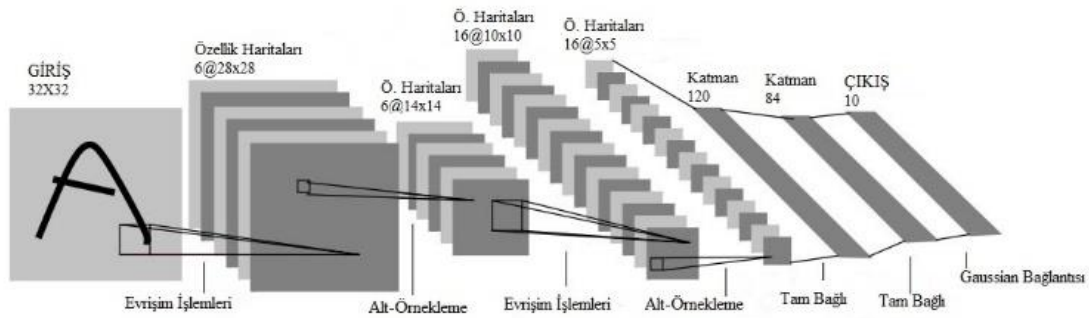 GİRİŞ
32X32
Özellik Haritaları
6@28x28
Ö. Haritaları
6@14x14
Ö. Haritaları
16@10x10
Ö. Haritaları
16@5x5
Katman
120
Katman
84
ÇIKIŞ
10
Evrişim İşlemleri
Alt-Örnekleme
Evrişim İşlemleri
Alt-Örnekleme
Tam Bağlı
Tam Bağlı
Gaussian Bağlantısı